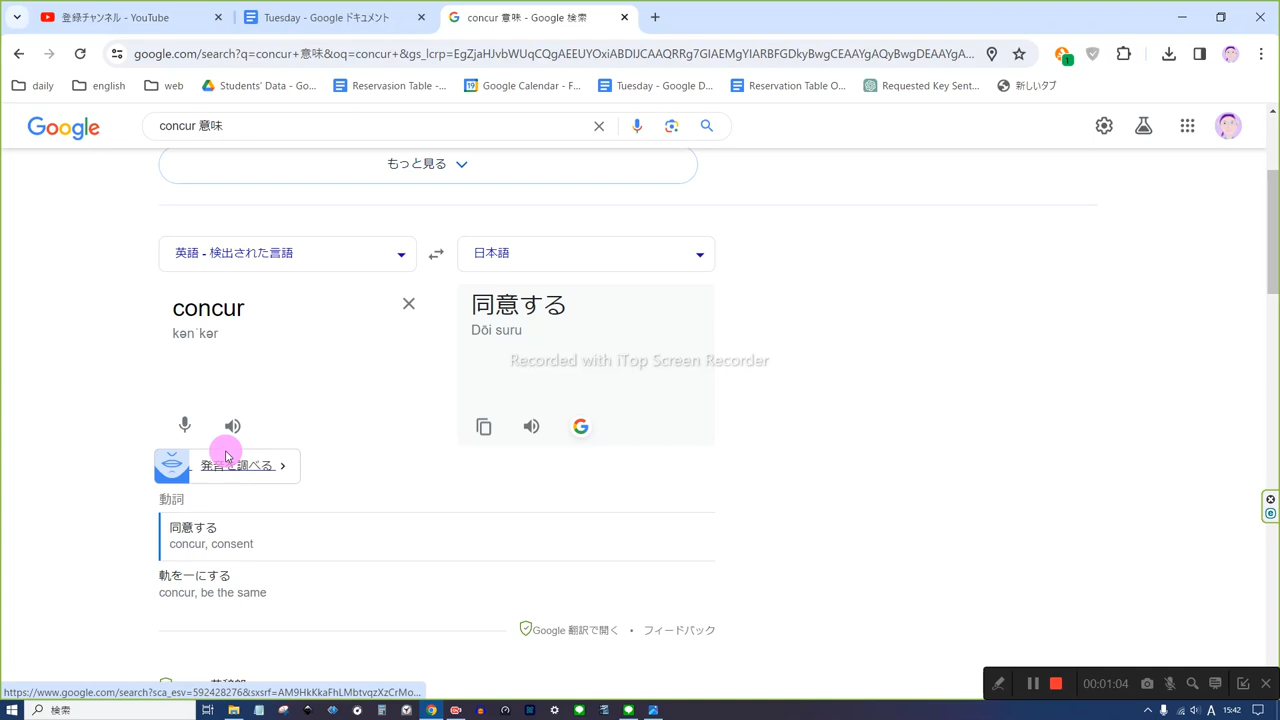 登録チャンネル - YouTube
Tuesday - Google ドキュメント
concur 意味 - Google 検索
google.com/search?q=concur+意味&oq=concur+&gs_lcrp=EgZjaHJvbWUqCQgAEEUYOxiABDIJCAAQRRg7GIAEMgYIARBFGDkyBwgCEAAYgAQyBwgDEAAYgA...
daily
english
web
Students' Data - Go...
Reservasion Table -...
Google Calendar - F...
Tuesday - Google D...
Reservation Table O...
Requested Key Sent...
新しいタブ
Google
concur 意味
もっと見る
英語 - 検出された言語
日本語
concur
kənˈkər
同意する
Dōi suru
Recorded with iTop Screen Recorder
発音を調べる
動詞
同意する
concur, consent
軌を一にする
concur, be the same
Google 翻訳で開く • フィードバック
https://www.google.com/search?sca_esv=592428276&sxsrf=AM9HkKkaFhLMbtvqzXzCrMo...
00:01:04
検索
A
15:42